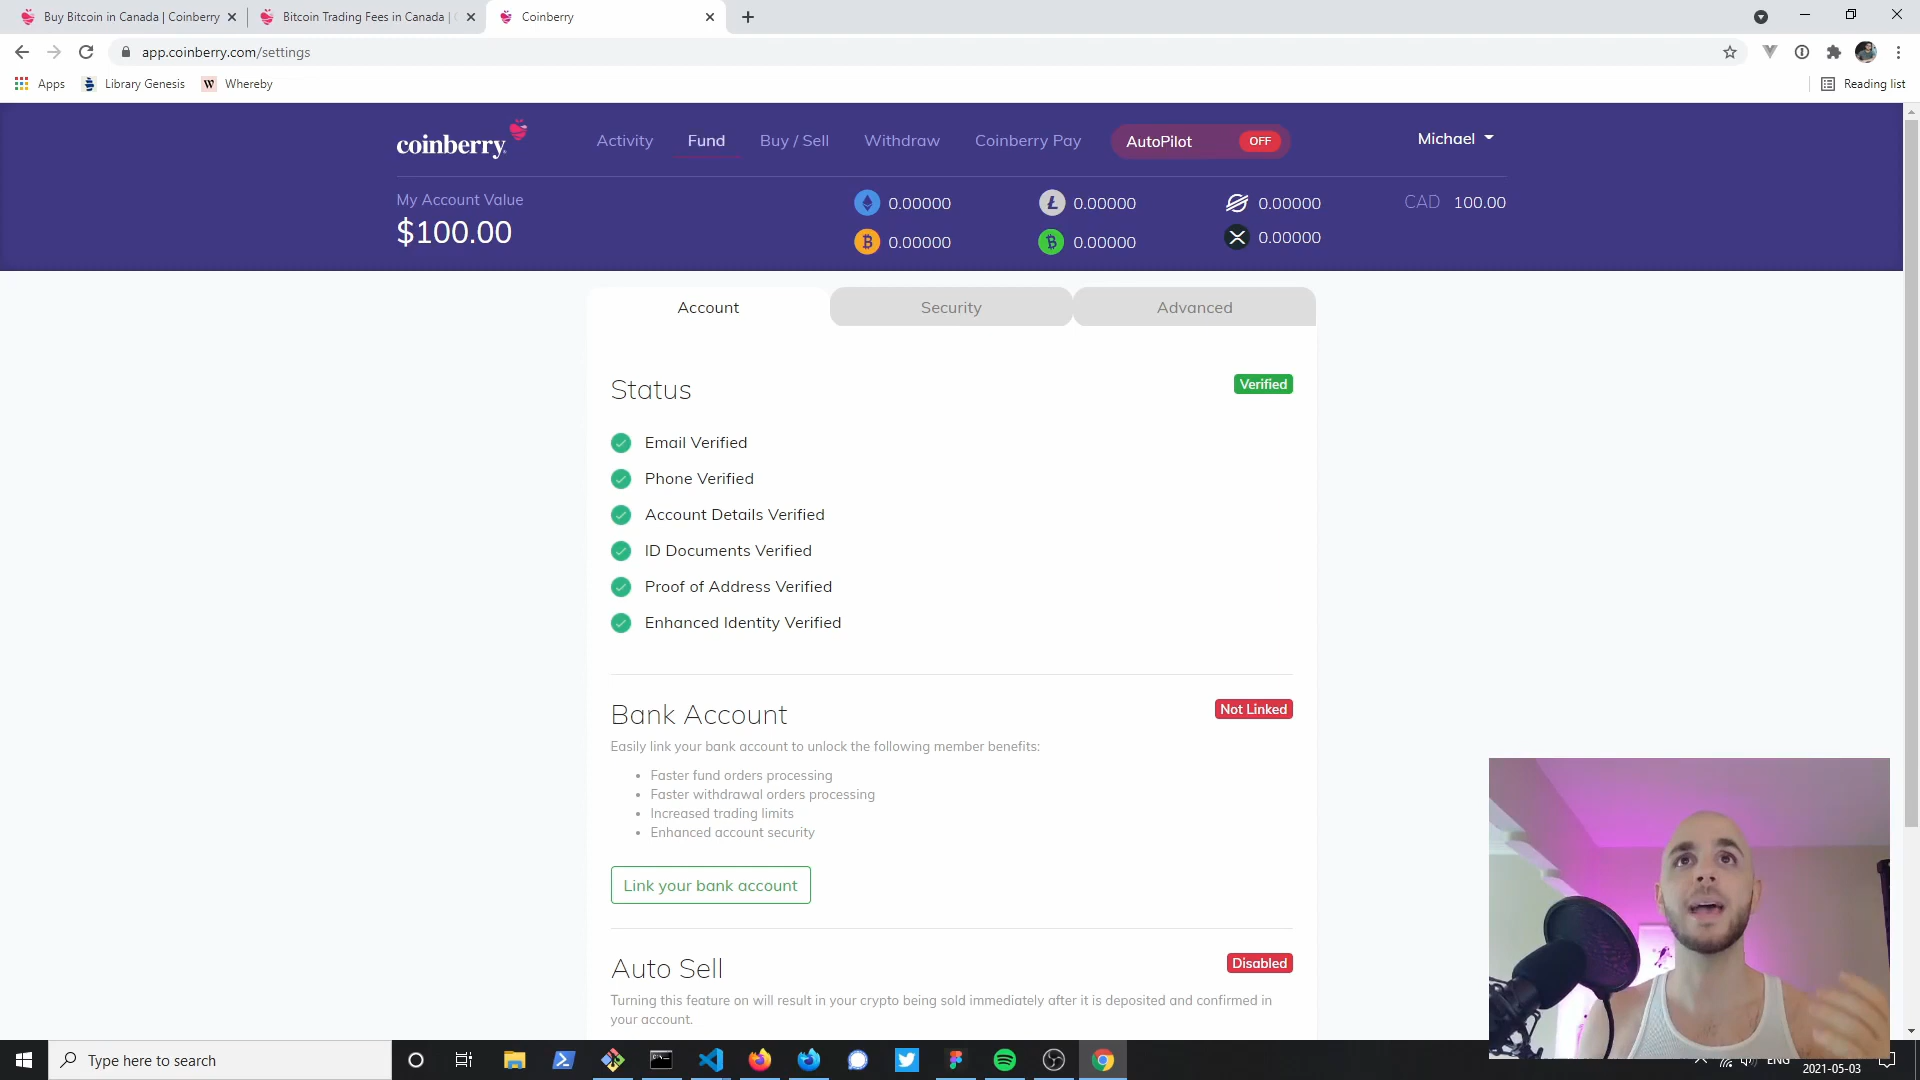 Buy Bitcoin in Canada | Coinberry
Bitcoin Trading Fees in Canada |
Coinberry
app.coinberry.com/settings
Apps
Library Genesis
W
Whereby
Reading list
coinberry
Activity
Fund
Buy / Sell
Withdraw
Coinberry Pay
AutoPilot
OFF
Michael
My Account Value
$100.00
0.00000
0.00000
0.00000
CAD 100.00
0.00000
0.00000
0.00000
Account
Security
Advanced
Status
Verified
Email Verified
Phone Verified
Account Details Verified
ID Documents Verified
Proof of Address Verified
Enhanced Identity Verified
Bank Account
Not Linked
Easily link your bank account to unlock the following member benefits:
• Faster fund orders processing
• Faster withdrawal orders processing
• Increased trading limits
• Enhanced account security
Link your bank account
Auto Sell
Disabled
Turning this feature on will result in your crypto being sold immediately after it is deposited and confirmed in
your account.
Type here to search
ENG
2021-05-03